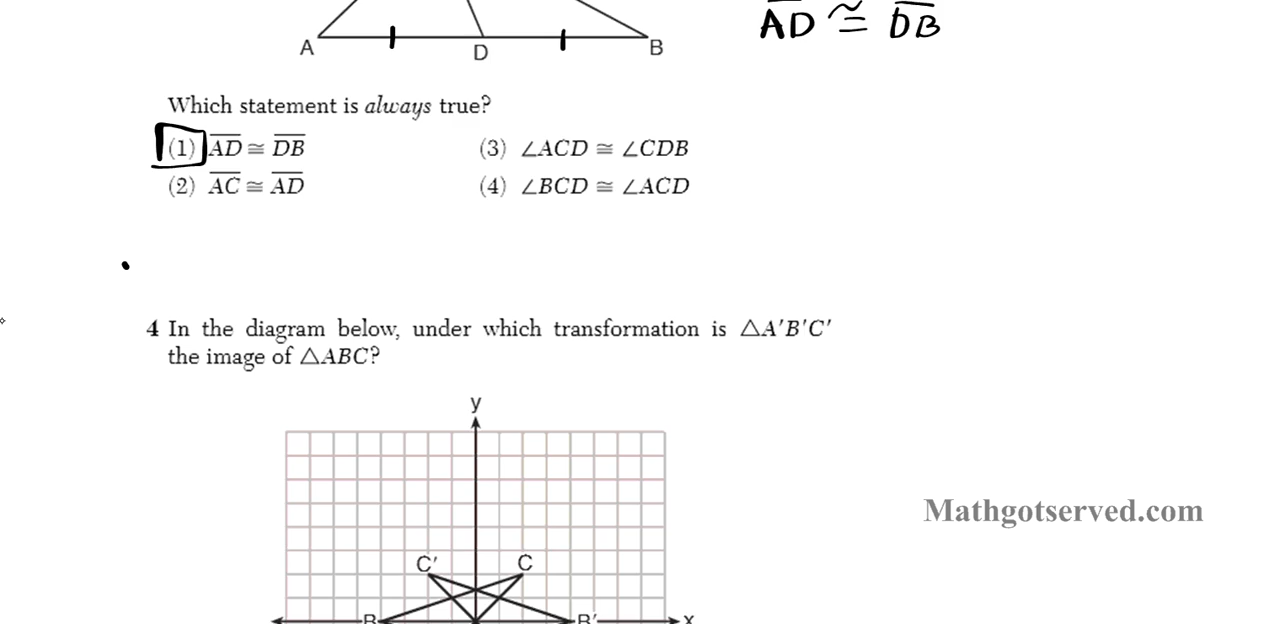 AD ≅ DB
A
D
B
Which statement is always true?
(1) AD ≅ DB
(3) ∠ACD ≅ ∠CDB
(2) AC ≅ AD
(4) ∠BCD ≅ ∠ACD
4 In the diagram below, under which transformation is △A′B′C′
the image of △ABC?
y
Mathgotserved.com
C′
C
B
B′
x